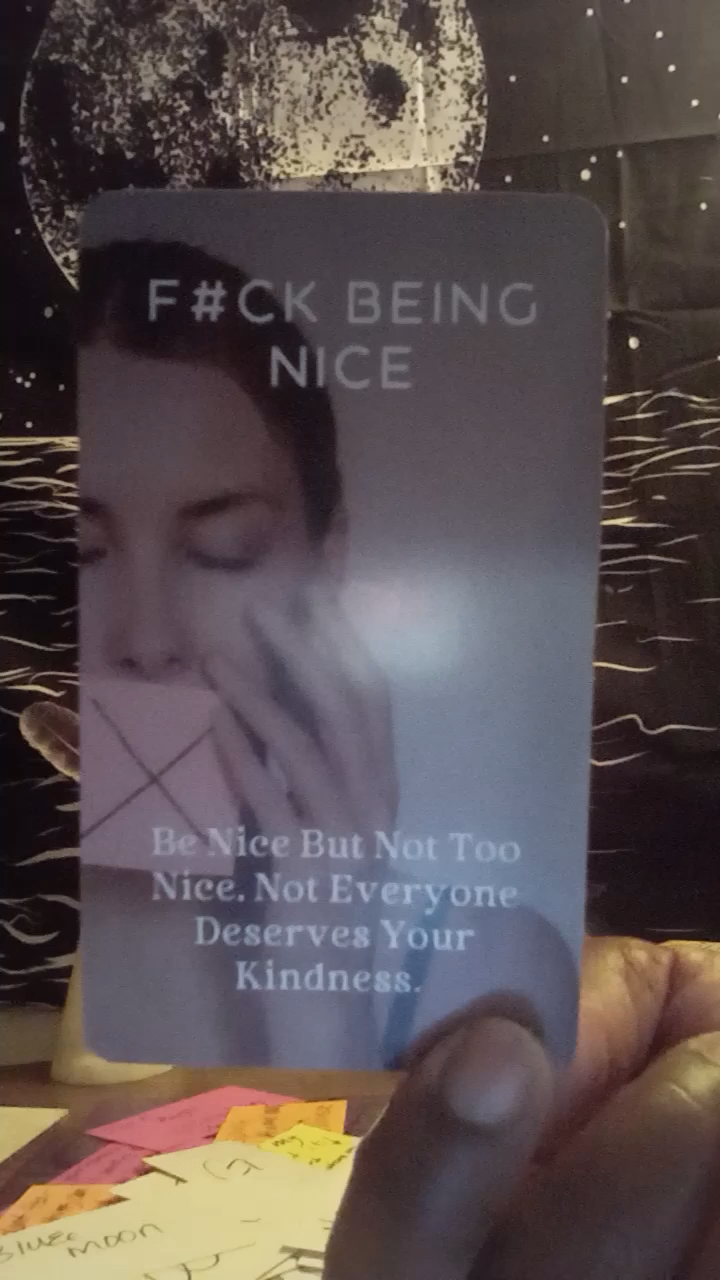 F#CK BEING
NICE
Be Nice But Not Too
Nice. Not Everyone
Deserves Your
Kindness.
BLUE
MOON